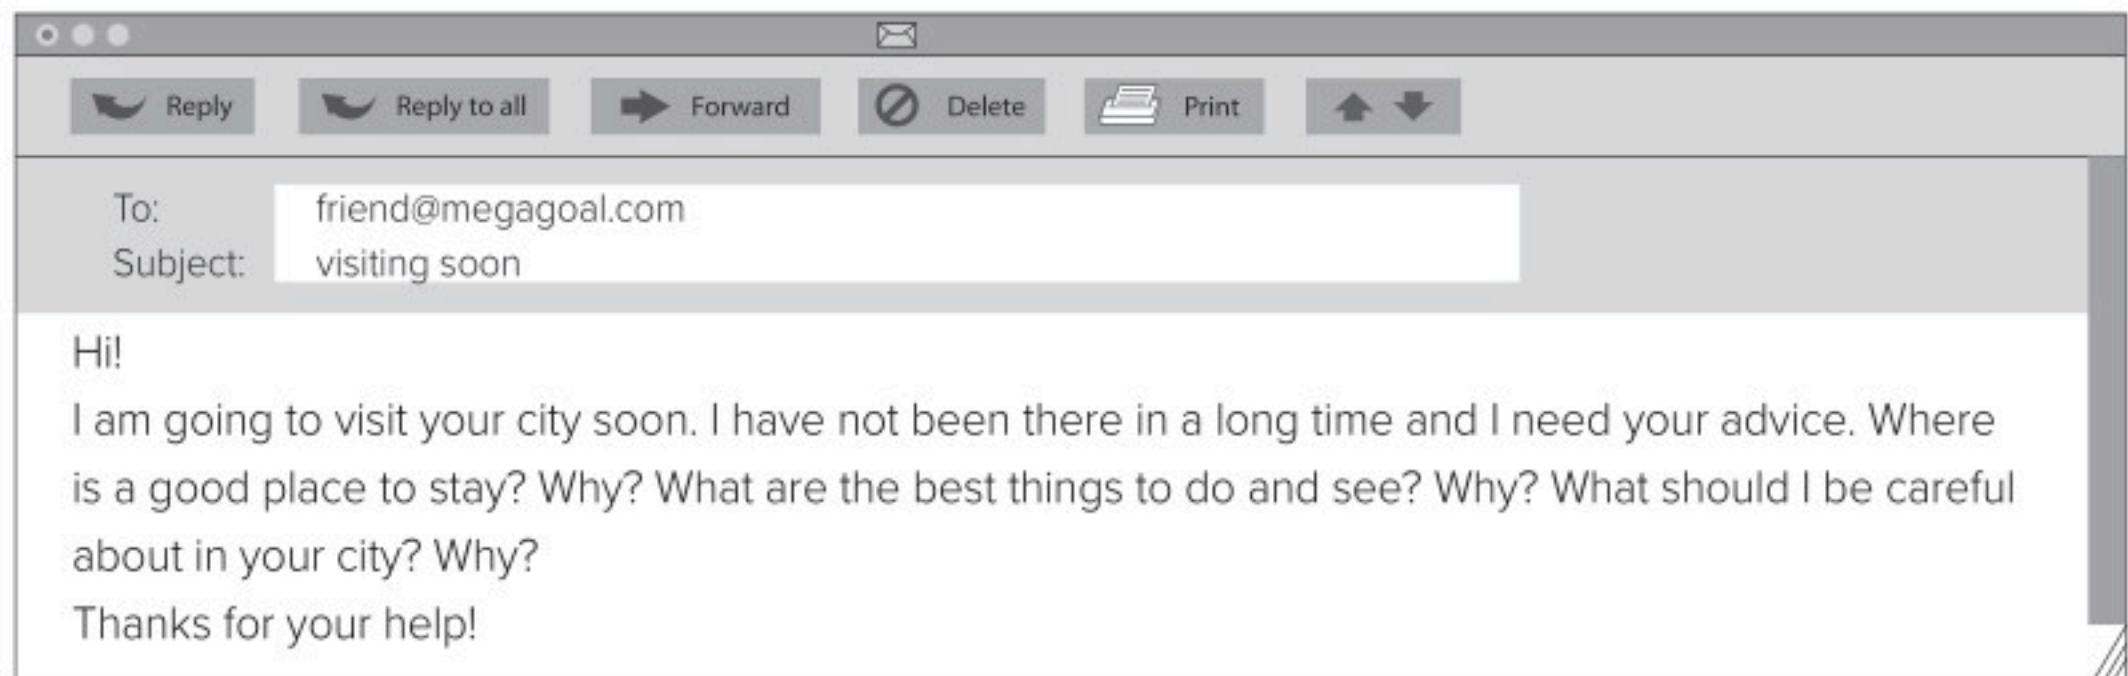 Reply Reply to all Forward Delete Print
To: friend@megagoal.com
Subject: visiting soon
Hi!
I am going to visit your city soon. I have not been there in a long time and I need your advice. Where
is a good place to stay? Why? What are the best things to do and see? Why? What should I be careful
about in your city? Why?
Thanks for your help!